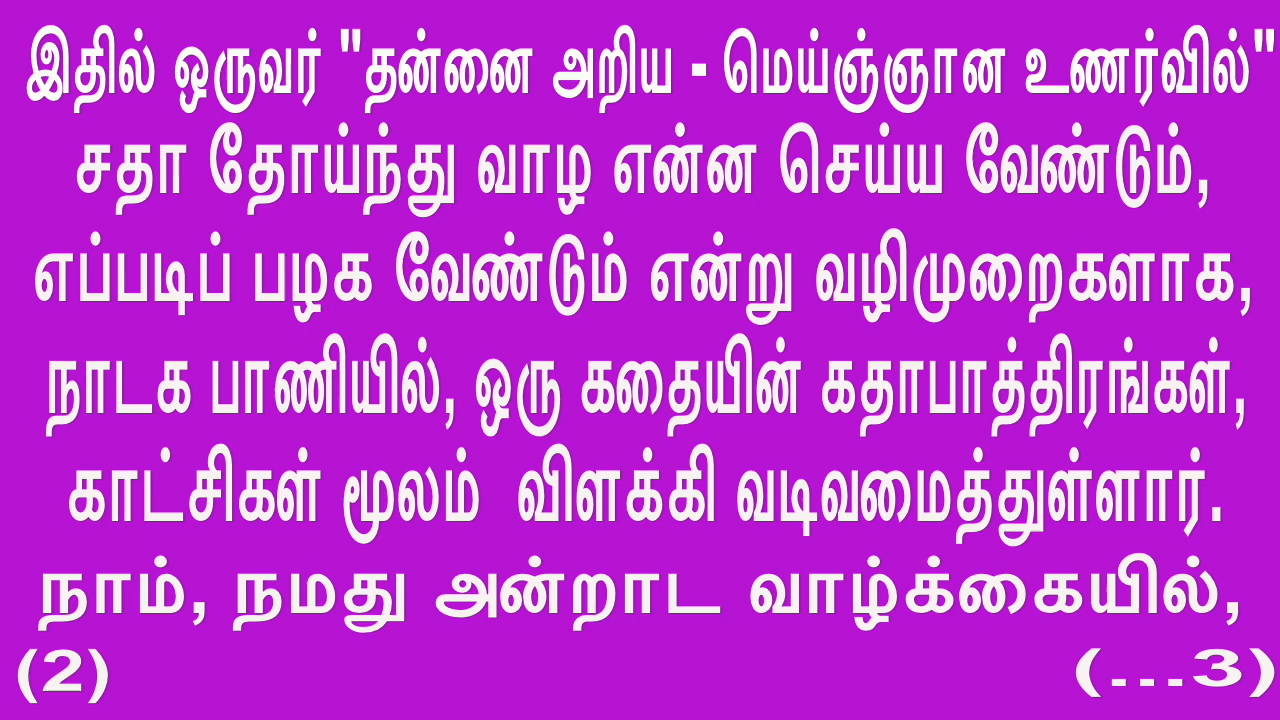 இதில் ஒருவர் "தன்னை அறிய - மெய்ஞ்ஞான உணர்வில்"
சதா தோய்ந்து வாழ என்ன செய்ய வேண்டும்,
எப்படிப் பழக வேண்டும் என்று வழிமுறைகளாக,
நாடக பாணியில், ஒரு கதையின் கதாபாத்திரங்கள்,
காட்சிகள் மூலம் விளக்கி வடிவமைத்துள்ளார்.
நாம், நமது அன்றாட வாழ்க்கையில்,
(2) (...3)